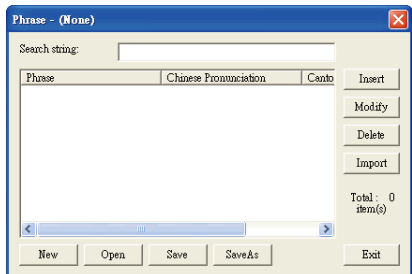 Phrase - (None)
Search string:
Phrase Chinese Pronunciation Canto
Insert
Modify
Delete
Import
Total : 0
item(s)
New Open Save SaveAs Exit